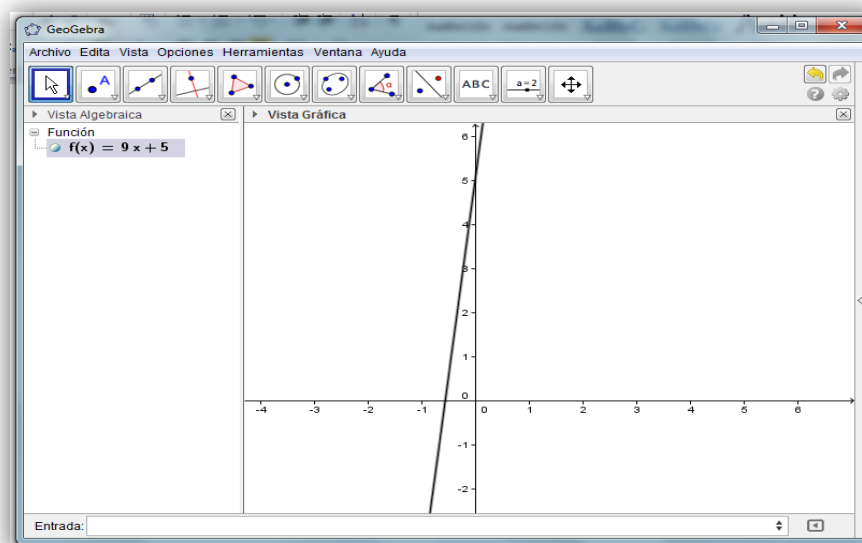 GeoGebra
Archivo Edita Vista Opciones Herramientas Ventana Ayuda
A
α
ABC
a=2
Vista Algebraica
Vista Gráfica
Función
f(x) = 9 x + 5
6
5
4
3
2
1
0
-1
-2
-4 -3 -2 -1 0 1 2 3 4 5 6
Entrada: